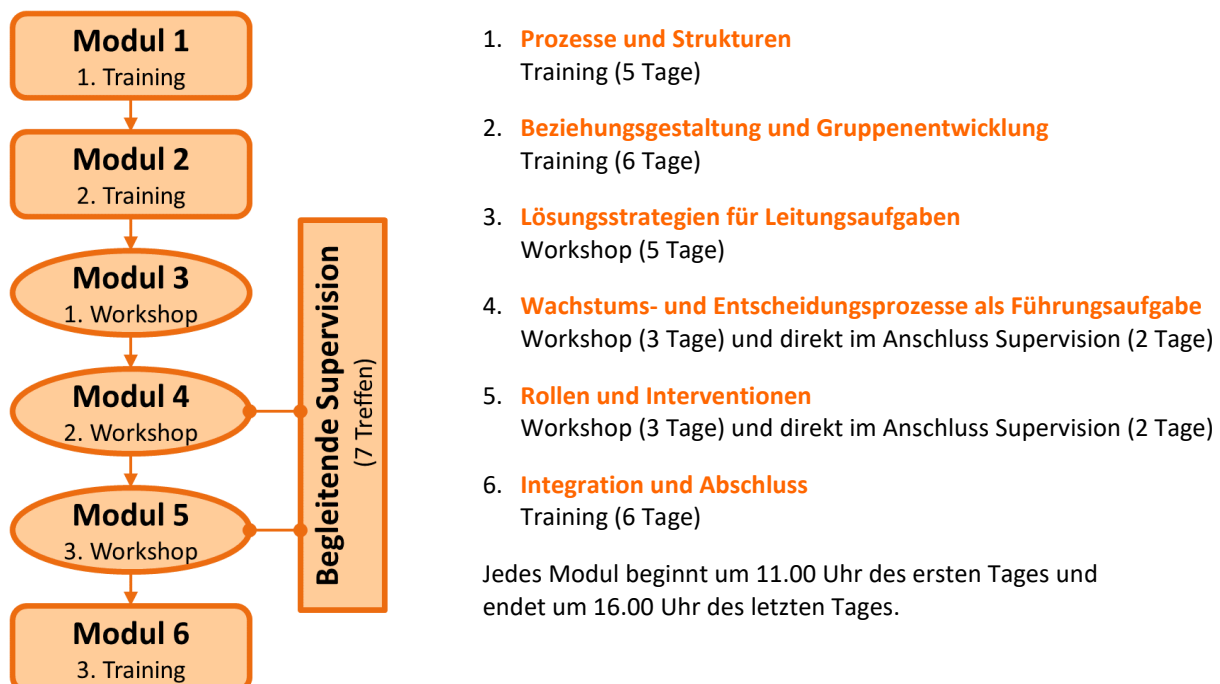 Modul 1
1. Training
Modul 2
2. Training
Modul 3
1. Workshop
Modul 4
2. Workshop
Modul 5
3. Workshop
Modul 6
3. Training
Begleitende Supervision
(7 Treffen)
1. Prozesse und Strukturen
Training (5 Tage)
2. Beziehungsgestaltung und Gruppenentwicklung
Training (6 Tage)
3. Lösungsstrategien für Leitungsaufgaben
Workshop (5 Tage)
4. Wachstums- und Entscheidungsprozesse als Führungsaufgabe
Workshop (3 Tage) und direkt im Anschluss Supervision (2 Tage)
5. Rollen und Interventionen
Workshop (3 Tage) und direkt im Anschluss Supervision (2 Tage)
6. Integration und Abschluss
Training (6 Tage)
Jedes Modul beginnt um 11.00 Uhr des ersten Tages und
endet um 16.00 Uhr des letzten Tages.